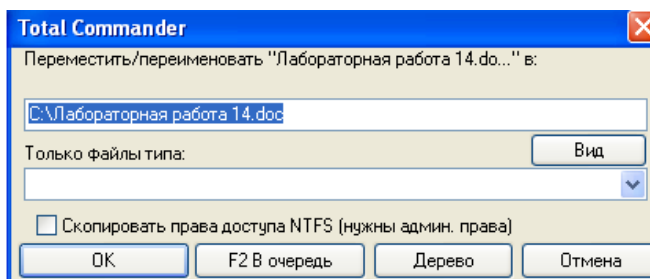 Total Commander
Переместить/переименовать "Лабораторная работа 14.do..." в:
C:\Лабораторная работа 14.doc
Только файлы типа:
Вид
Скопировать права доступа NTFS (нужны админ. права)
OK
F2 В очередь
Дерево
Отмена